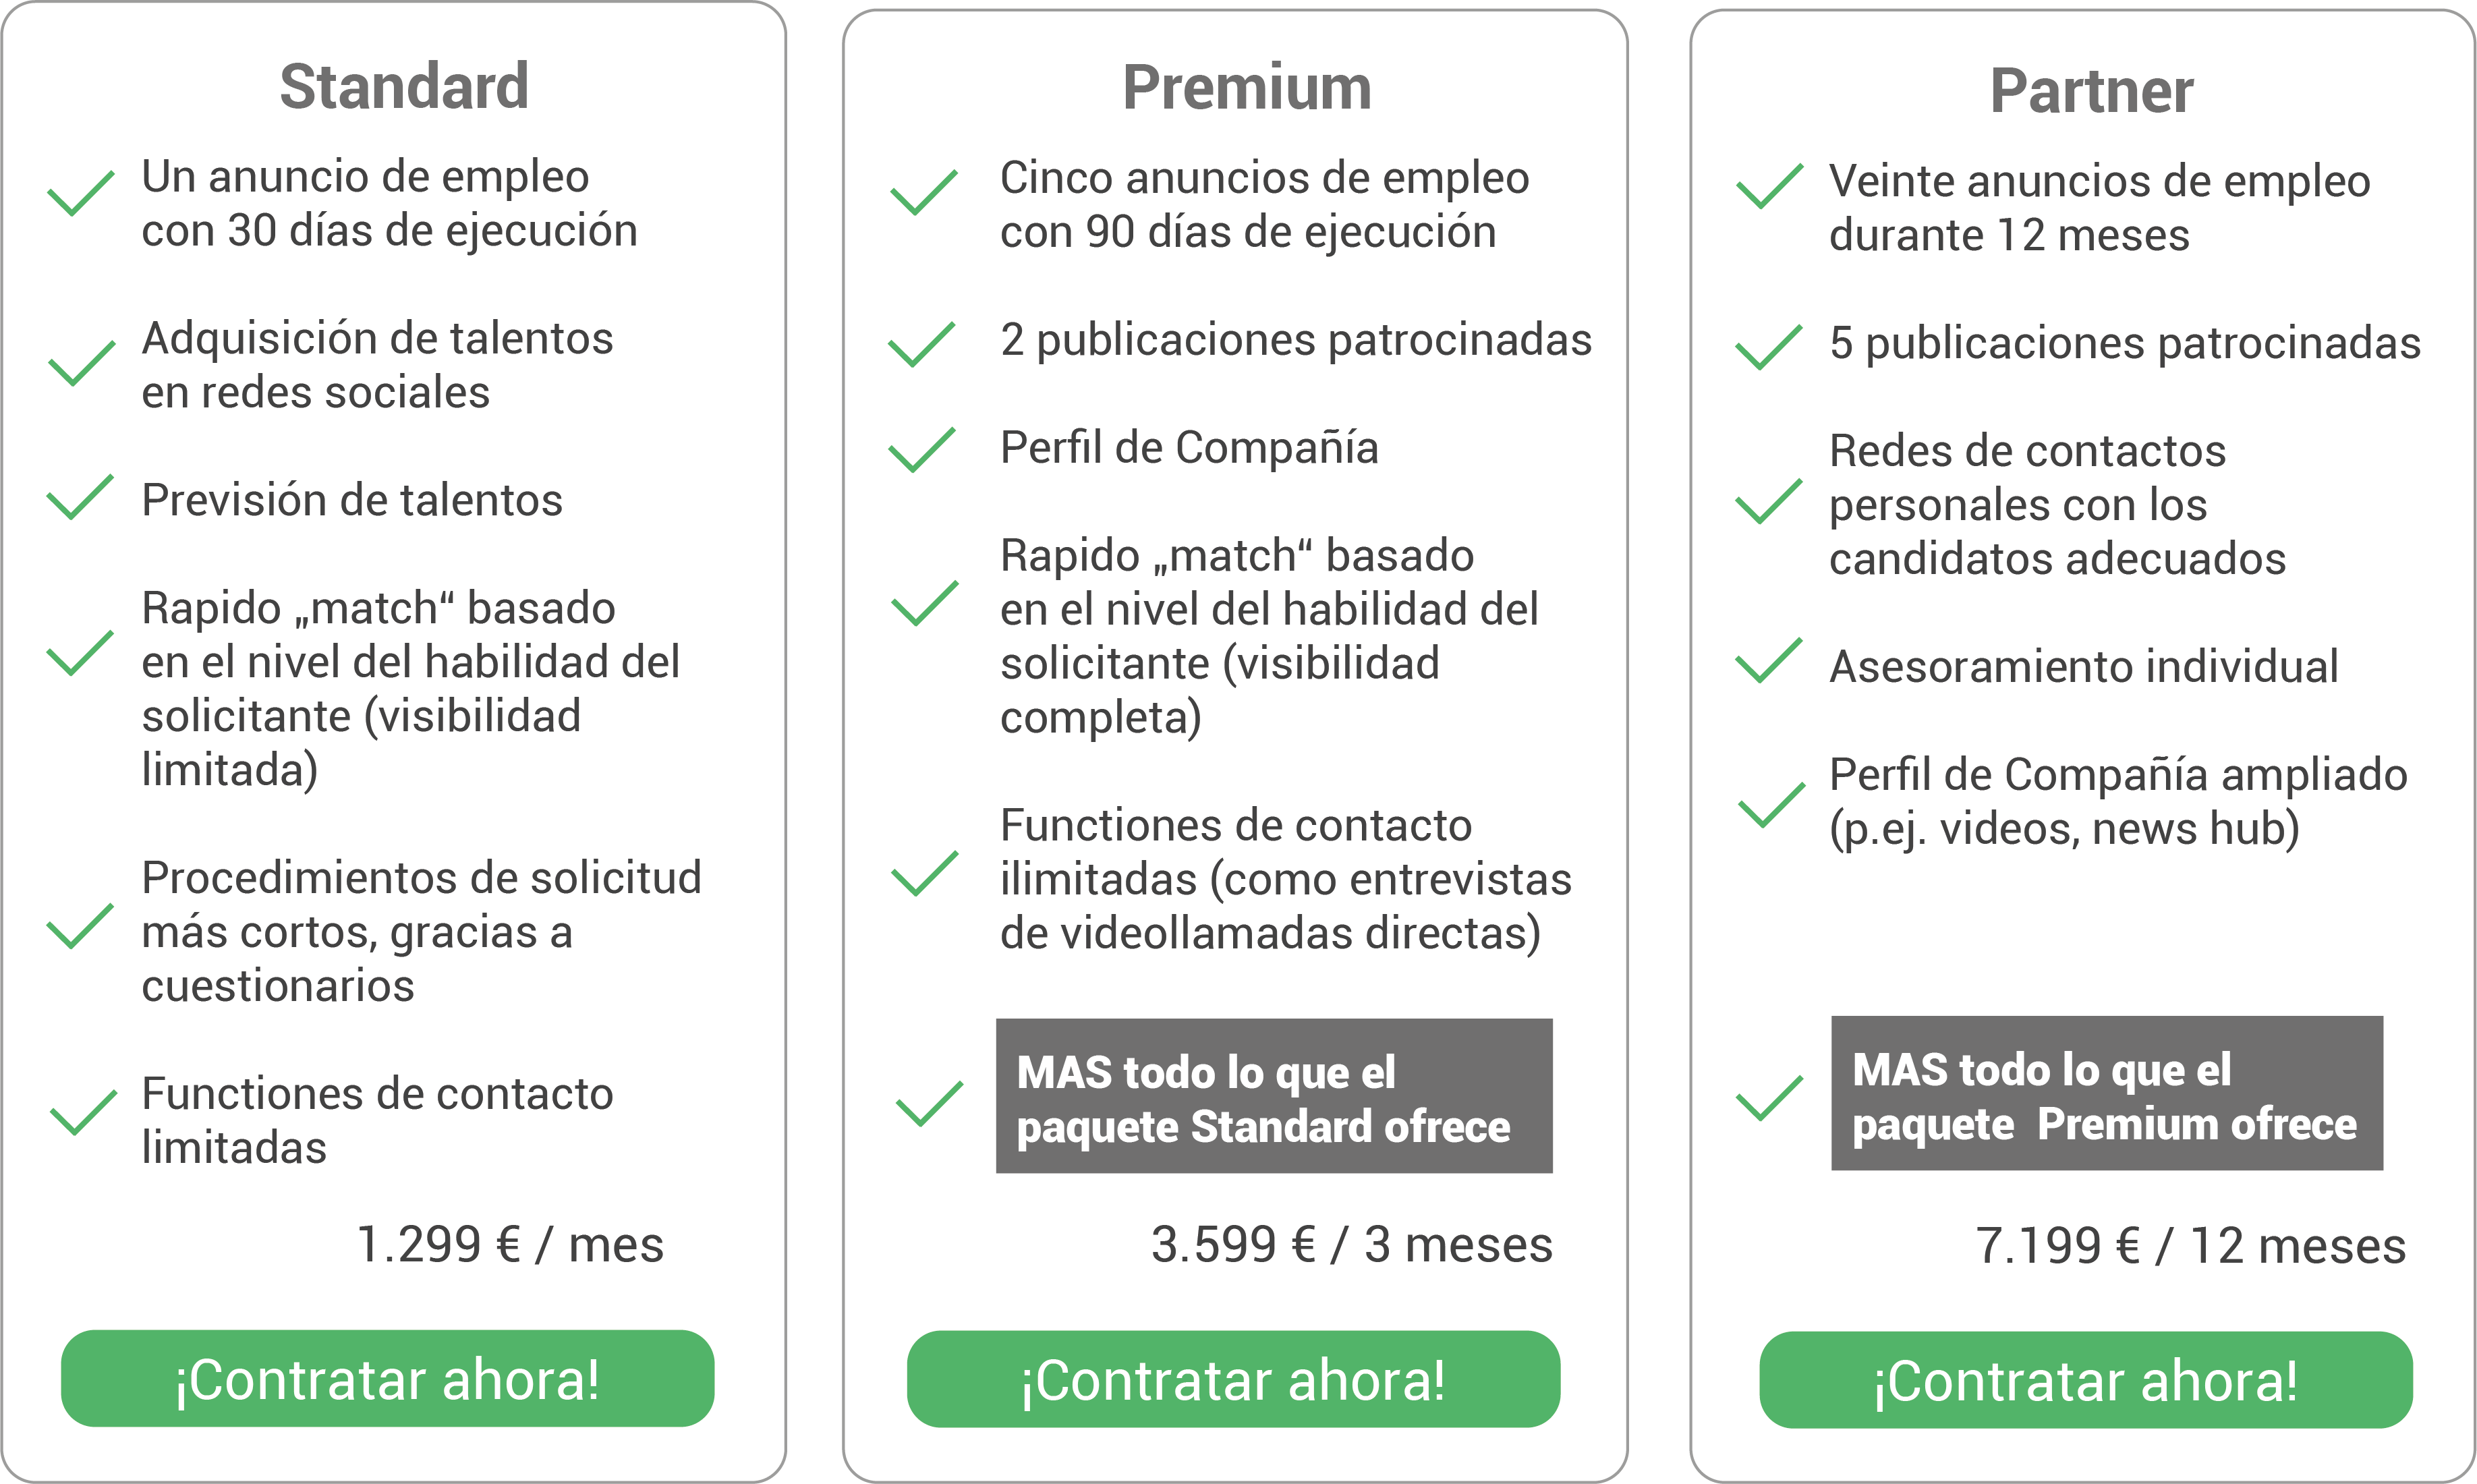 Standard
Un anuncio de empleo
con 30 días de ejecución
Adquisición de talentos
en redes sociales
Previsión de talentos
Rapido „match“ basado
en el nivel del habilidad del
solicitante (visibilidad
limitada)
Procedimientos de solicitud
más cortos, gracias a
cuestionarios
Functiones de contacto
limitadas
1.299 € / mes
¡Contratar ahora!
Premium
Cinco anuncios de empleo
con 90 días de ejecución
2 publicaciones patrocinadas
Perfil de Compañía
Rapido „match“ basado
en el nivel del habilidad del
solicitante (visibilidad
completa)
Functiones de contacto
ilimitadas (como entrevistas
de videollamadas directas)
MAS todo lo que el
paquete Standard ofrece
3.599 € / 3 meses
¡Contratar ahora!
Partner
Veinte anuncios de empleo
durante 12 meses
5 publicaciones patrocinadas
Redes de contactos
personales con los
candidatos adecuados
Asesoramiento individual
Perfil de Compañía ampliado
(p.ej. videos, news hub)
MAS todo lo que el
paquete  Premium ofrece
7.199 € / 12 meses
¡Contratar ahora!